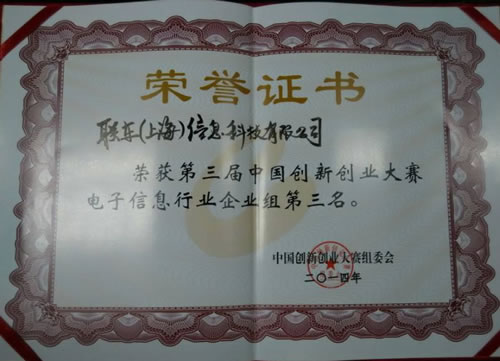 荣誉证书
联车(上海)信息科技有限公司
荣获第三届中国创新创业大赛
电子信息行业企业组第三名。
中国创新创业大赛组委会
二〇一四年